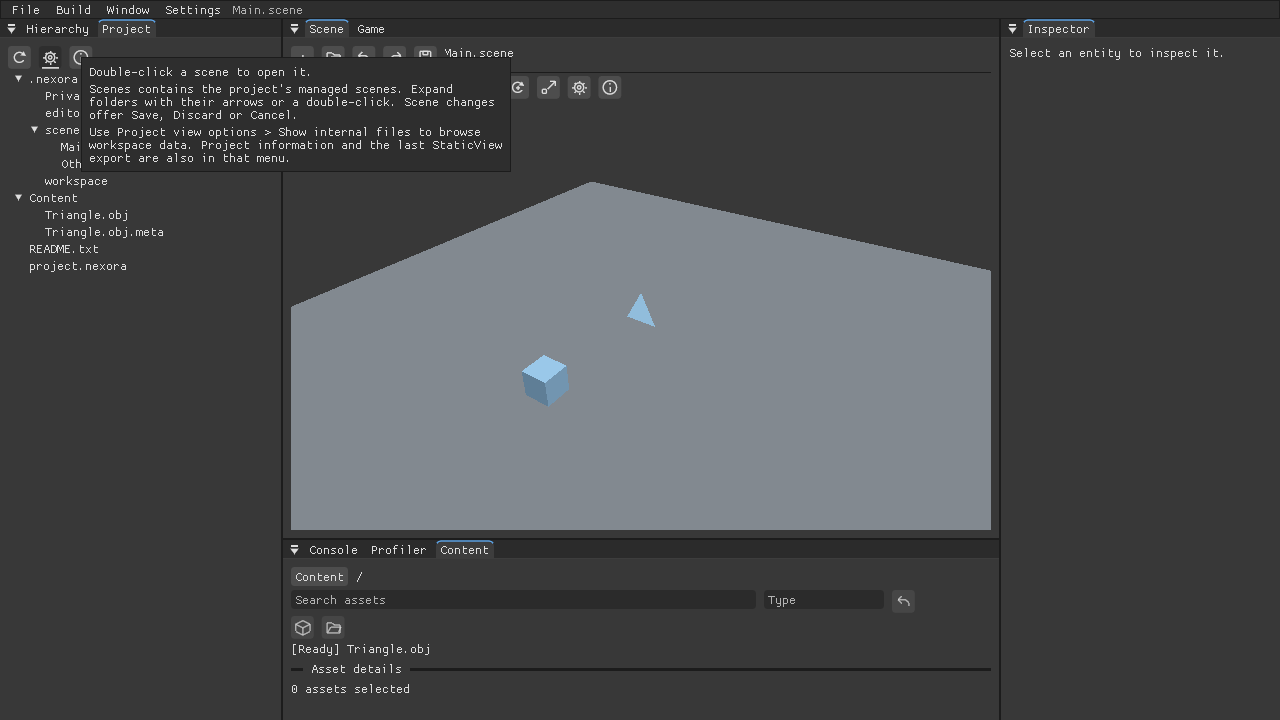 File Build Window Settings Main.scene
Hierarchy Project
Scene Game
Inspector
Main.scene
Select an entity to inspect it.
Double-click a scene to open it.
Scenes contains the project's managed scenes. Expand
folders with their arrows or a double-click. Scene changes
offer Save, Discard or Cancel.
Use Project view options > Show internal files to browse
workspace data. Project information and the last StaticView
export are also in that menu.
.nexora
Priva
edito
scene
Mai
Oth
workspace
Content
Triangle.obj
Triangle.obj.meta
README.txt
project.nexora
Console Profiler Content
Content /
Search assets Type
[Ready] Triangle.obj
Asset details
0 assets selected